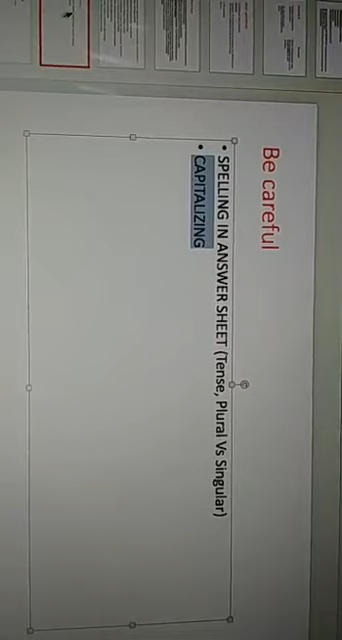 Be careful
• SPELLING IN ANSWER SHEET (Tense, Plural Vs Singular)
• CAPITALIZING